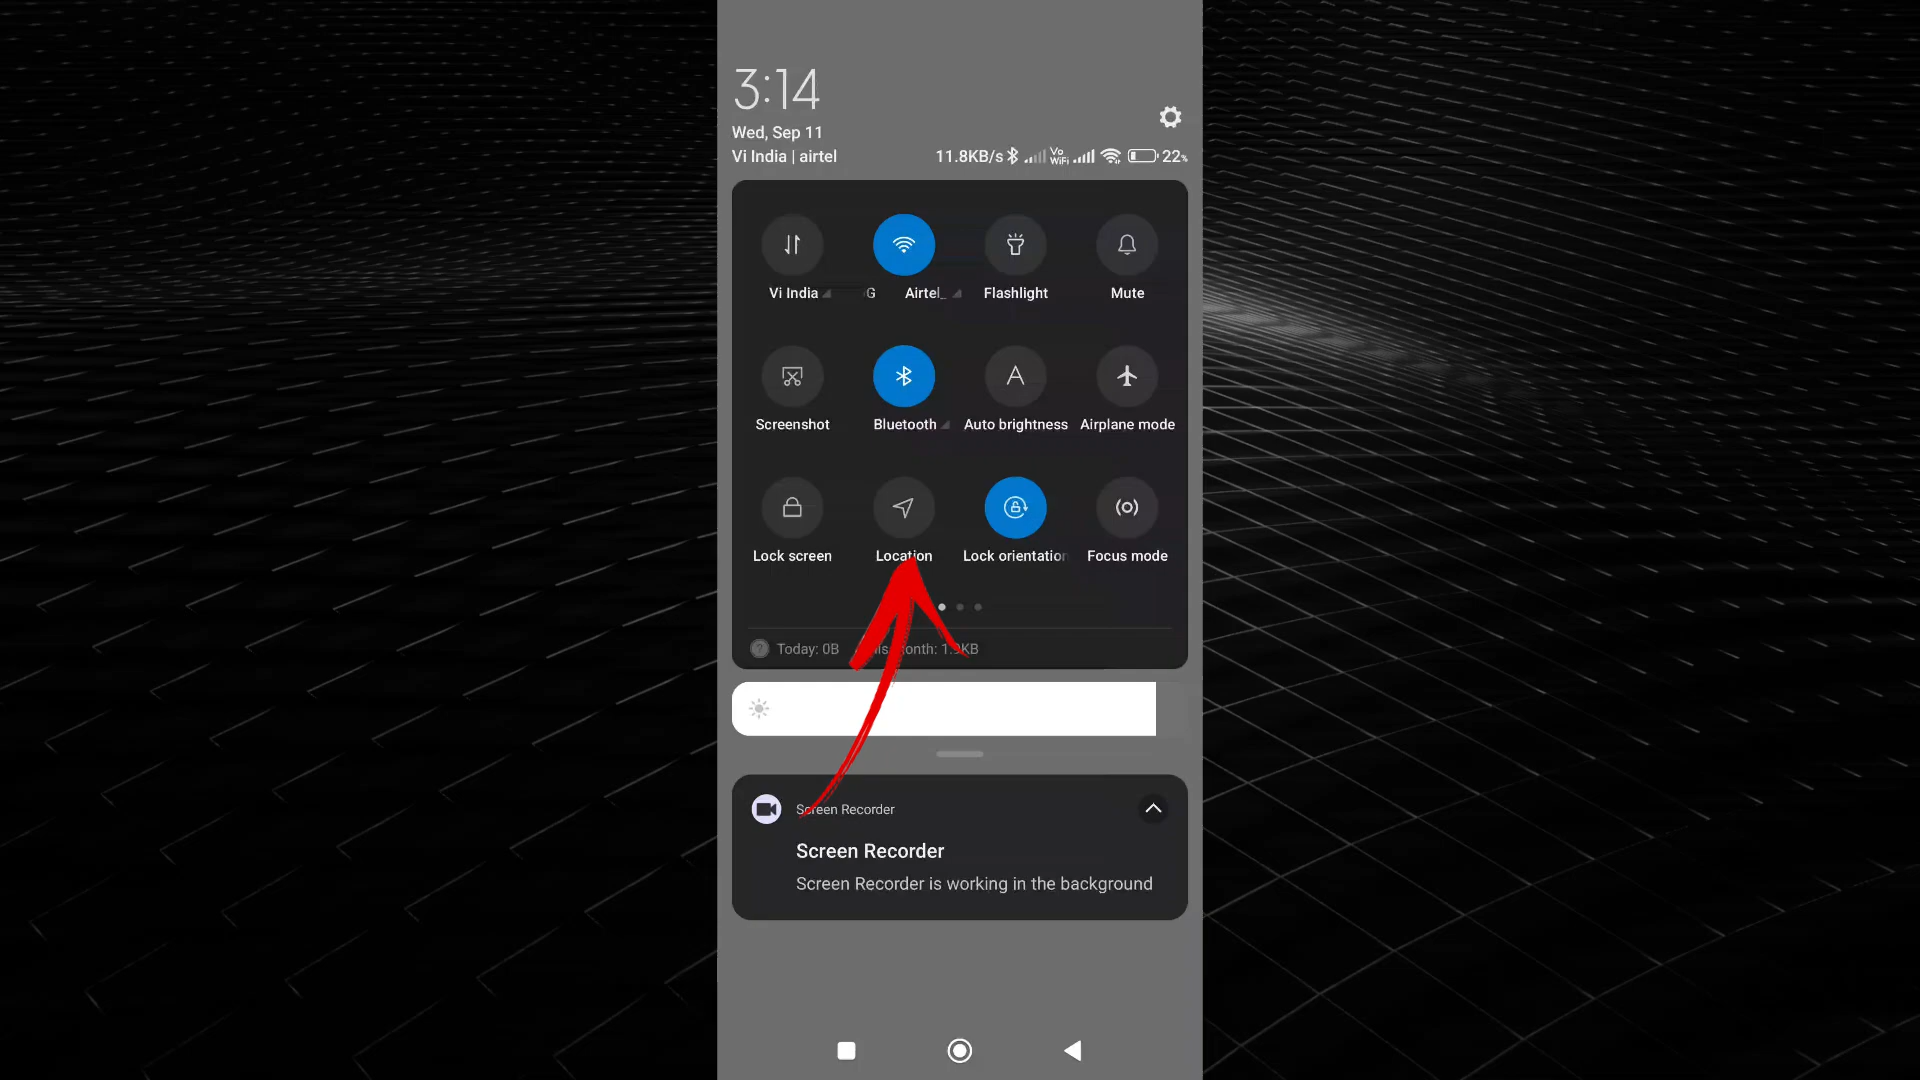 3:14
Wed, Sep 11
Vi India | airtel
11.8KB/s Vo WiFi 22%
Vi India G Airtel_ Flashlight Mute
Screenshot Bluetooth A Auto brightness Airplane mode
Lock screen Location Lock orientation Focus mode
Today: 0B
Screen Recorder
Screen Recorder
Screen Recorder is working in the background